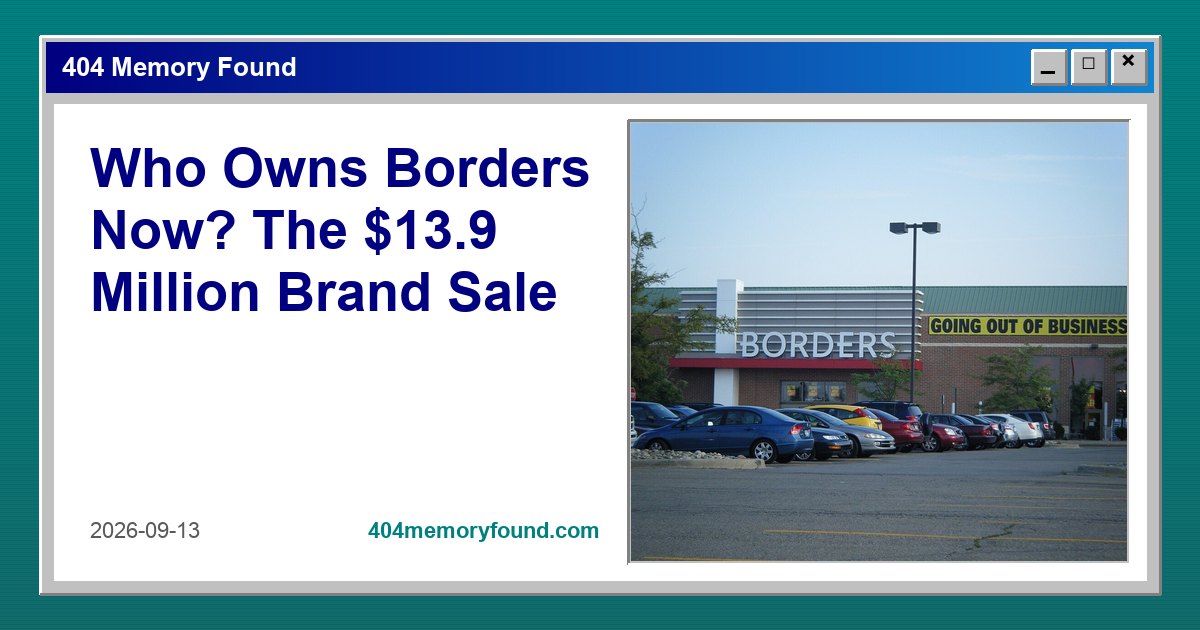 404 Memory Found
Who Owns Borders
Now? The $13.9
Million Brand Sale
BORDERS
GOING OUT OF BUSINESS
2026-09-13
404memoryfound.com